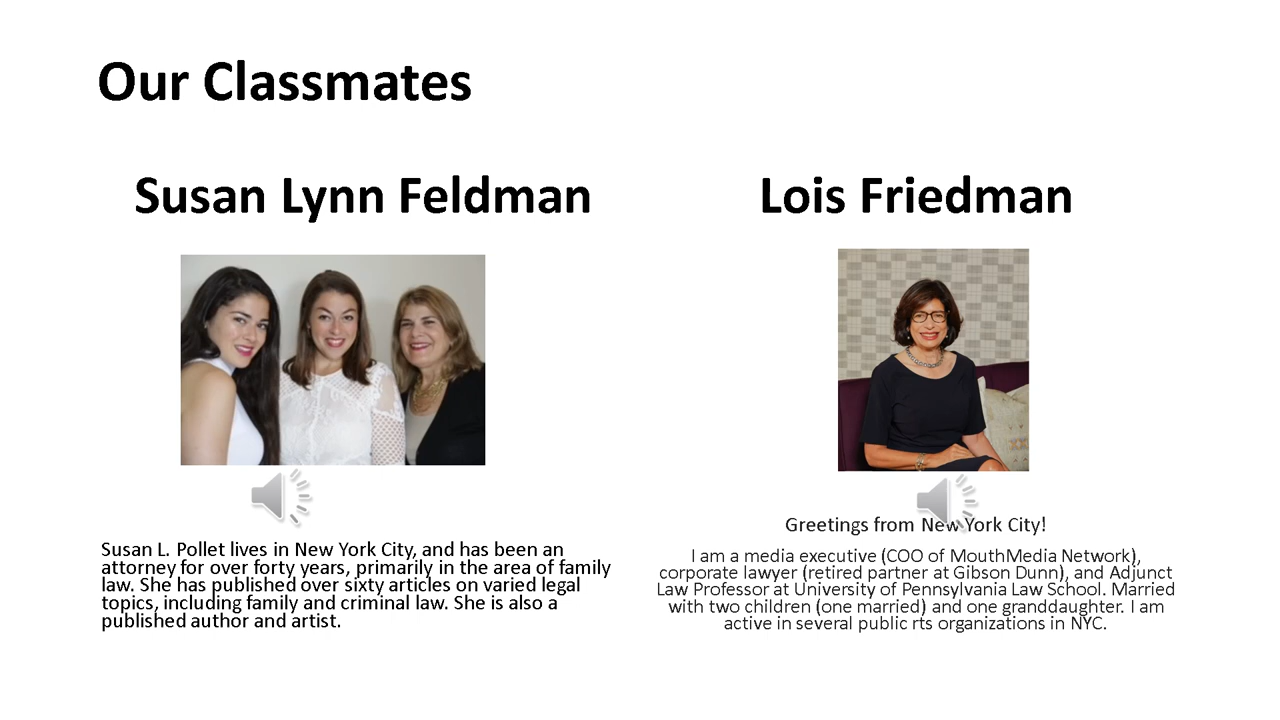 Our Classmates
Susan Lynn Feldman
Susan L. Pollet lives in New York City, and has been an
attorney for over forty years, primarily in the area of family
law. She has published over sixty articles on varied legal
topics, including family and criminal law. She is also a
published author and artist.
Lois Friedman
Greetings from New York City!
I am a media executive (COO of MouthMedia Network),
corporate lawyer (retired partner at Gibson Dunn), and Adjunct
Law Professor at University of Pennsylvania Law School. Married
with two children (one married) and one granddaughter. I am
active in several public rts organizations in NYC.